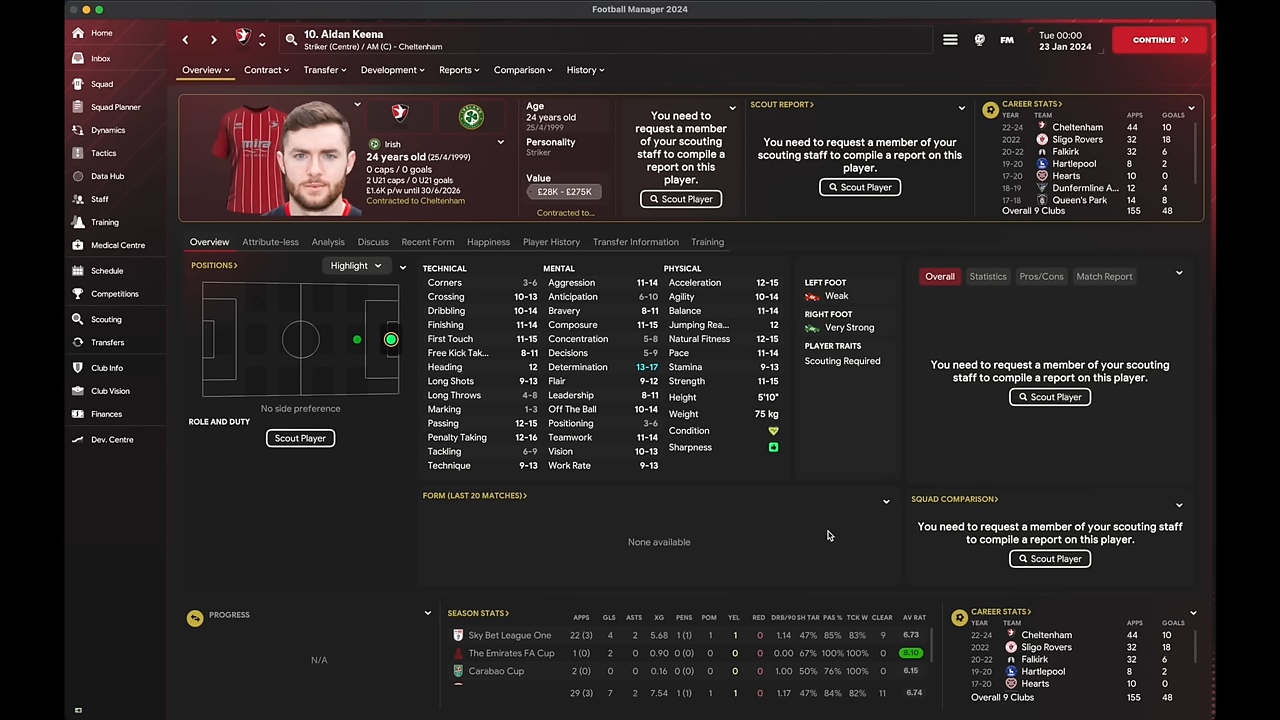 Football Manager 2024
Home
Inbox
Squad
Squad Planner
Dynamics
Tactics
Data Hub
Staff
Training
Medical Centre
Schedule
Competitions
Scouting
Transfers
Club Info
Club Vision
Finances
Dev. Centre
10. Aidan Keena
Striker (Centre) / AM (C) - Cheltenham
FM
Tue 00:00
23 Jan 2024
CONTINUE
Overview Contract Transfer Development Reports Comparison History
mira
Irish
24 years old (25/4/1999)
0 caps / 0 goals
2 U21 caps / 0 U21 goals
£1.6K p/w until 30/6/2026
Contracted to Cheltenham
Age
24 years old
25/4/1999
Personality
Striker
Value
£28K - £275K
Contracted to...
You need to
request a member
of your scouting
staff to compile
a report on this
player.
Scout Player
SCOUT REPORT>
You need to request a member of your
scouting staff to compile a report on this
player.
Scout Player
CAREER STATS>
YEAR TEAM APPS GOALS
22-24 Cheltenham 44 10
2022 Sligo Rovers 32 18
20-22 Falkirk 32 6
19-20 Hartlepool 8 2
17-20 Hearts 10 0
18-19 Dunfermline A... 12 4
17-18 Queen's Park 14 8
Overall 9 Clubs 155 48
Overview Attribute-less Analysis Discuss Recent Form Happiness Player History Transfer Information Training
POSITIONS>
Highlight
No side preference
ROLE AND DUTY
Scout Player
TECHNICAL
Corners 3-6
Crossing 10-13
Dribbling 10-14
Finishing 11-14
First Touch 11-15
Free Kick Tak... 8-11
Heading 12
Long Shots 9-13
Long Throws 4-8
Marking 1-3
Passing 12-15
Penalty Taking 12-16
Tackling 6-9
Technique 9-13
MENTAL
Aggression 11-14
Anticipation 6-10
Bravery 8-11
Composure 11-15
Concentration 5-8
Decisions 5-9
Determination 13-17
Flair 9-12
Leadership 8-11
Off The Ball 10-14
Positioning 3-6
Teamwork 11-14
Vision 10-13
Work Rate 9-13
PHYSICAL
Acceleration 12-15
Agility 10-14
Balance 11-14
Jumping Rea... 12
Natural Fitness 12-15
Pace 11-14
Stamina 9-13
Strength 11-15
Height 5'10"
Weight 75 kg
Condition
Sharpness
LEFT FOOT
Weak
RIGHT FOOT
Very Strong
PLAYER TRAITS
Scouting Required
Overall Statistics Pros/Cons Match Report
You need to request a member of your scouting
staff to compile a report on this player.
Scout Player
FORM (LAST 20 MATCHES)>
None available
SQUAD COMPARISON>
You need to request a member of your scouting staff
to compile a report on this player.
Scout Player
PROGRESS
N/A
SEASON STATS> APPS GLS ASTS XG PENS POM YEL RED DRB/90 SH TAR PAS % TCK W CLEAR AV RAT
Sky Bet League One 22 (3) 4 2 5.68 1 (1) 1 1 0 1.14 47% 85% 83% 9 6.73
The Emirates FA Cup 1 (0) 2 0 0.90 0 (0) 0 0 0 0.00 67% 100% 100% 0 8.10
Carabao Cup 2 (0) 0 0 0.16 0 (0) 0 0 0 1.00 50% 76% 100% 0 6.15
29 (3) 7 2 7.54 1 (1) 1 1 0 1.17 47% 84% 82% 11 6.74
CAREER STATS>
YEAR TEAM APPS GOALS
22-24 Cheltenham 44 10
2022 Sligo Rovers 32 18
20-22 Falkirk 32 6
19-20 Hartlepool 8 2
17-20 Hearts 10 0
Overall 9 Clubs 155 48